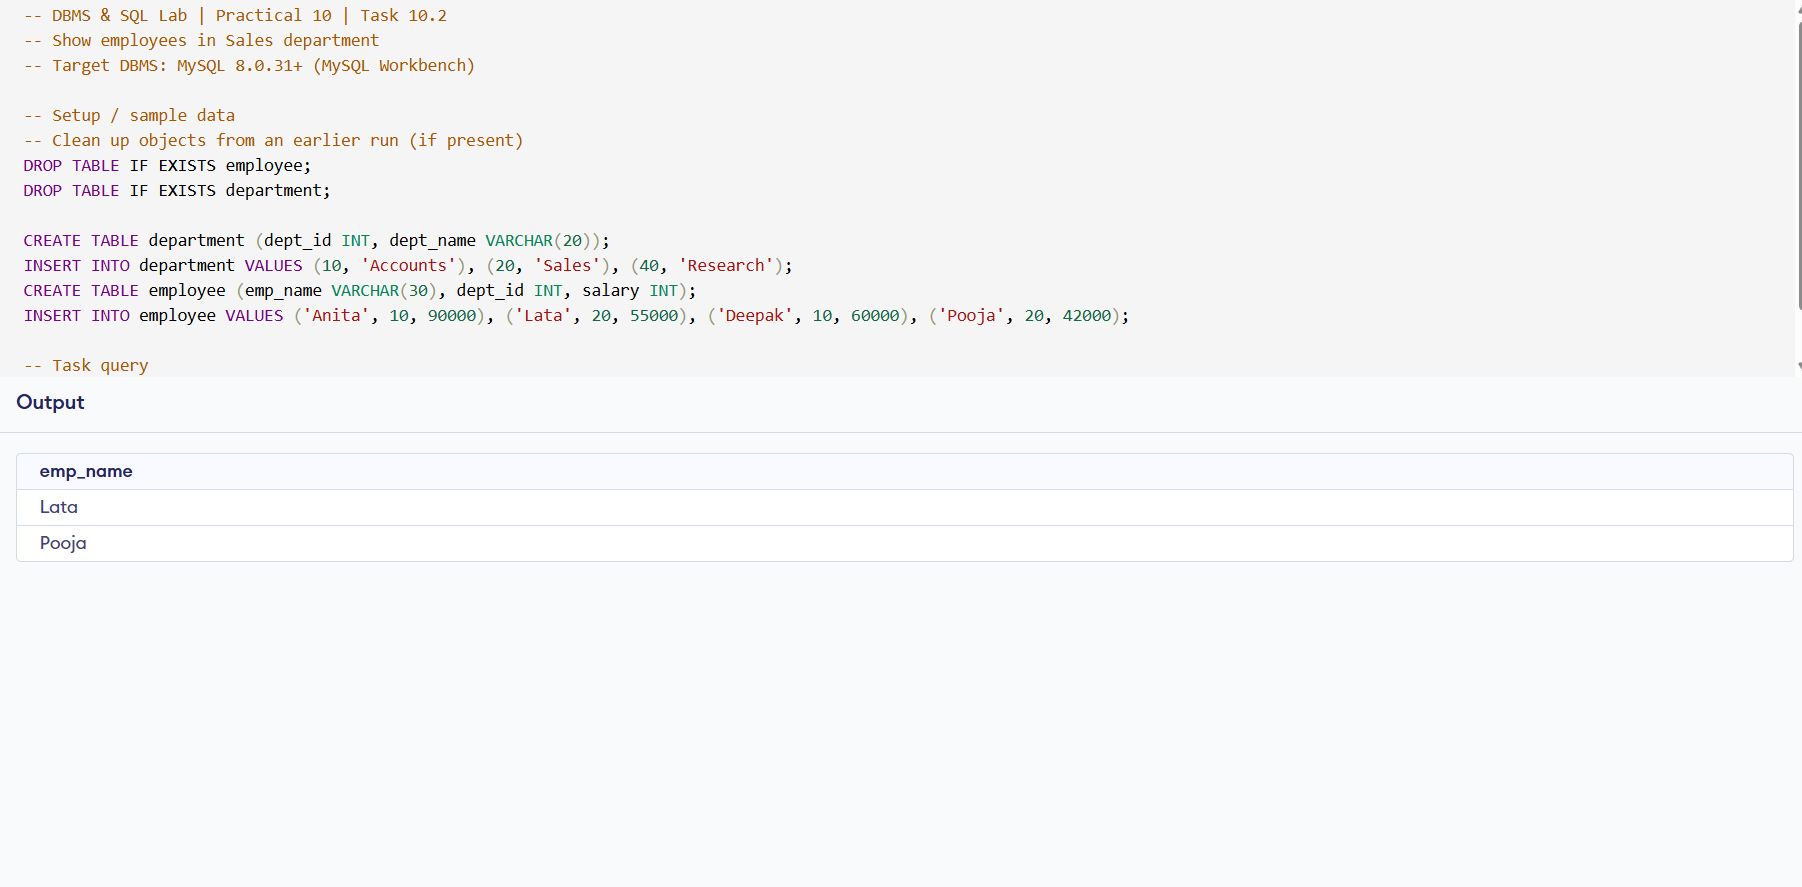 -- DBMS & SQL Lab | Practical 10 | Task 10.2
-- Show employees in Sales department
-- Target DBMS: MySQL 8.0.31+ (MySQL Workbench)
-- Setup / sample data
-- Clean up objects from an earlier run (if present)
DROP TABLE IF EXISTS employee;
DROP TABLE IF EXISTS department;
CREATE TABLE department (dept_id INT, dept_name VARCHAR(20));
INSERT INTO department VALUES (10, 'Accounts'), (20, 'Sales'), (40, 'Research');
CREATE TABLE employee (emp_name VARCHAR(30), dept_id INT, salary INT);
INSERT INTO employee VALUES ('Anita', 10, 90000), ('Lata', 20, 55000), ('Deepak', 10, 60000), ('Pooja', 20, 42000);
-- Task query
Output
emp_name
Lata
Pooja